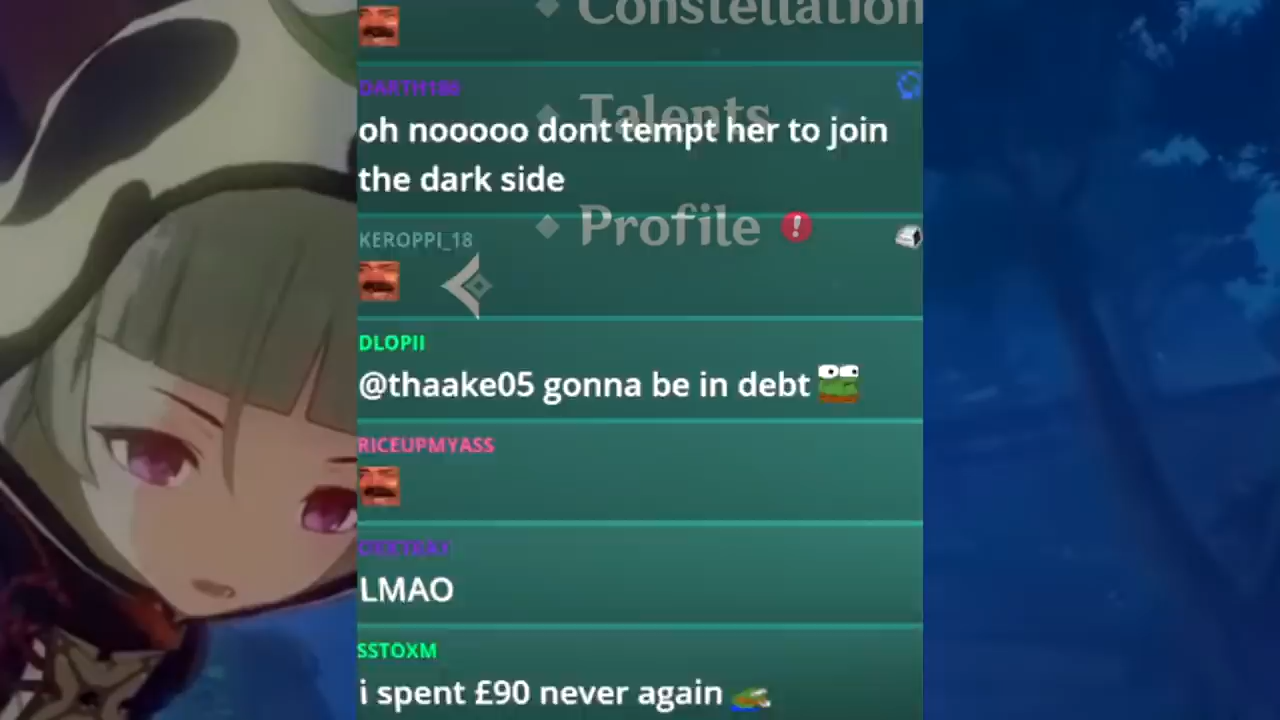 Constellation
DARTH188
Talents
oh nooooo dont tempt her to join
the dark side
Profile
KEROPPI_18
DLOPII
@thaake05 gonna be in debt
RICEUPMYASS
LMAO
SSTOXM
i spent £90 never again